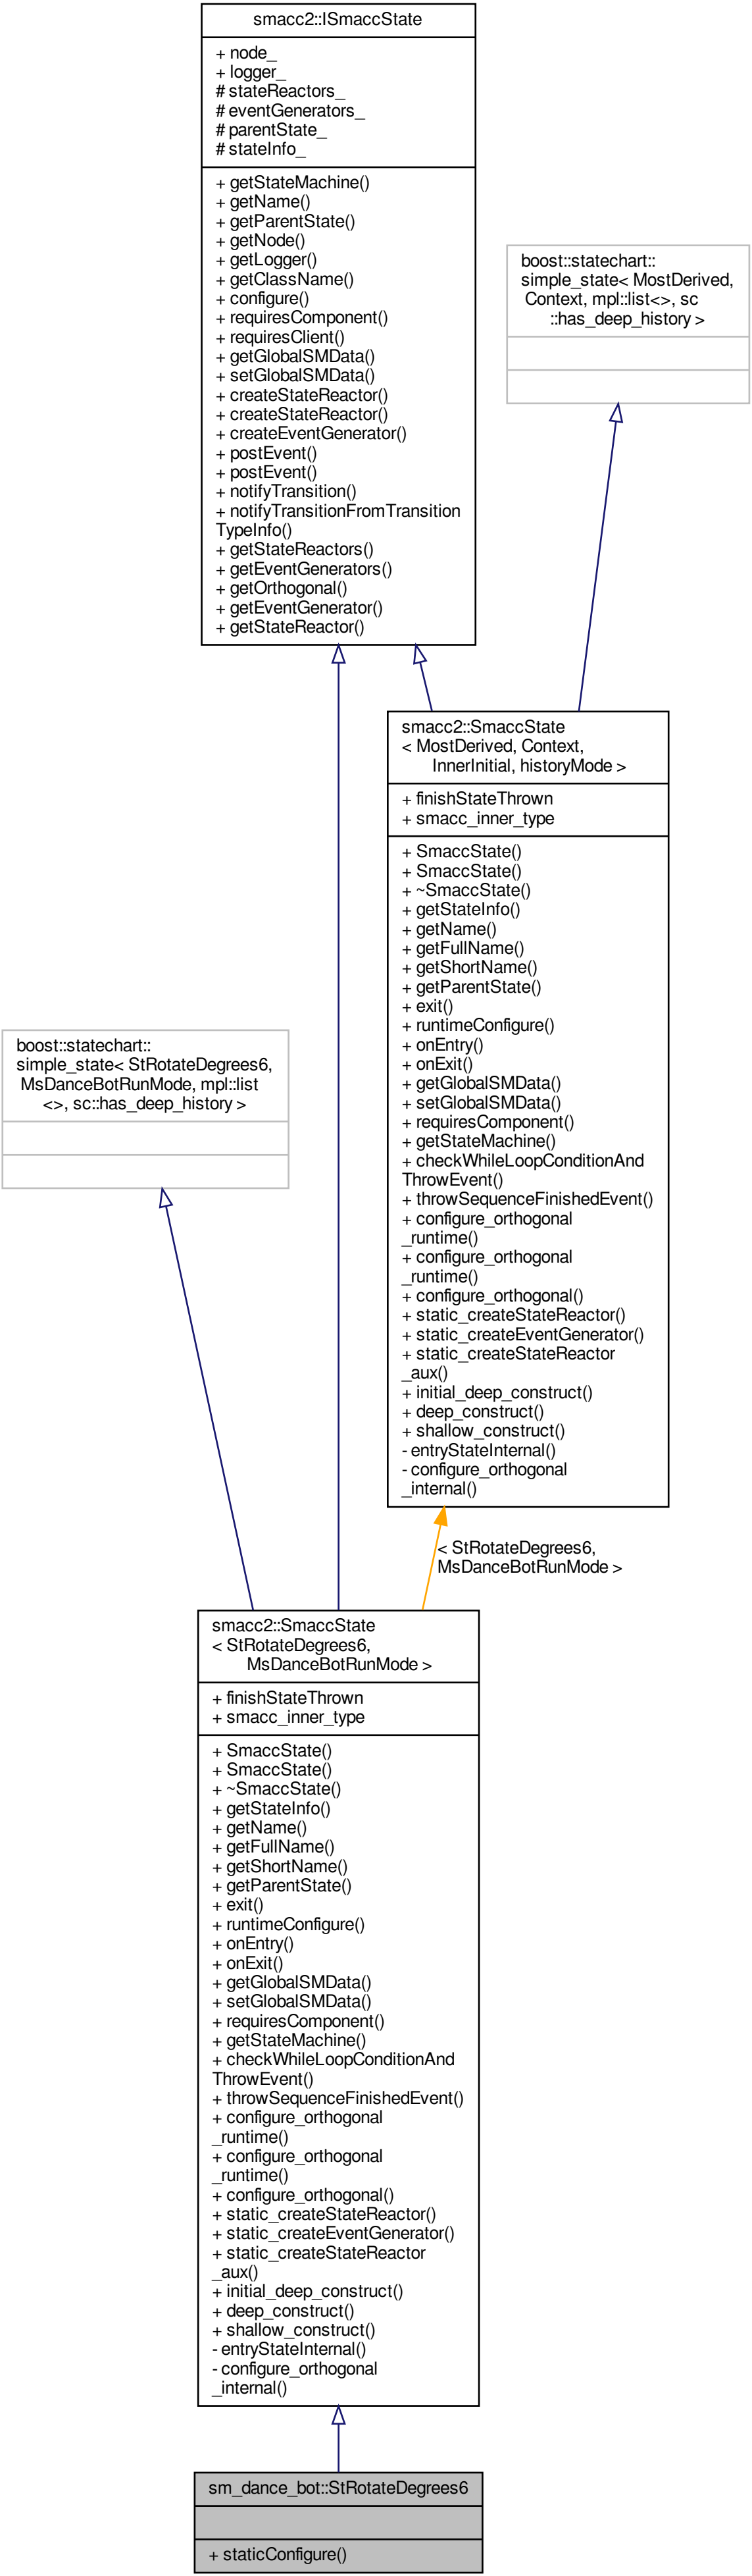 smacc2::ISmaccState
+ node_
+ logger_
# stateReactors_
# eventGenerators_
# parentState_
# stateInfo_
+ getStateMachine()
+ getName()
+ getParentState()
+ getNode()
+ getLogger()
+ getClassName()
+ configure()
+ requiresComponent()
+ requiresClient()
+ getGlobalSMData()
+ setGlobalSMData()
+ createStateReactor()
+ createStateReactor()
+ createEventGenerator()
+ postEvent()
+ postEvent()
+ notifyTransition()
+ notifyTransitionFromTransition
TypeInfo()
+ getStateReactors()
+ getEventGenerators()
+ getOrthogonal()
+ getEventGenerator()
+ getStateReactor()
boost::statechart::
simple_state< MostDerived,
Context, mpl::list<>, sc
::has_deep_history >
smacc2::SmaccState
< MostDerived, Context,
InnerInitial, historyMode >
+ finishStateThrown
+ smacc_inner_type
+ SmaccState()
+ SmaccState()
+ ~SmaccState()
+ getStateInfo()
+ getName()
+ getFullName()
+ getShortName()
+ getParentState()
+ exit()
+ runtimeConfigure()
+ onEntry()
+ onExit()
+ getGlobalSMData()
+ setGlobalSMData()
+ requiresComponent()
+ getStateMachine()
+ checkWhileLoopConditionAnd
ThrowEvent()
+ throwSequenceFinishedEvent()
+ configure_orthogonal
_runtime()
+ configure_orthogonal
_runtime()
+ configure_orthogonal()
+ static_createStateReactor()
+ static_createEventGenerator()
+ static_createStateReactor
_aux()
+ initial_deep_construct()
+ deep_construct()
+ shallow_construct()
- entryStateInternal()
- configure_orthogonal
_internal()
boost::statechart::
simple_state< StRotateDegrees6,
MsDanceBotRunMode, mpl::list
<>, sc::has_deep_history >
< StRotateDegrees6,
MsDanceBotRunMode >
smacc2::SmaccState
< StRotateDegrees6,
MsDanceBotRunMode >
+ finishStateThrown
+ smacc_inner_type
+ SmaccState()
+ SmaccState()
+ ~SmaccState()
+ getStateInfo()
+ getName()
+ getFullName()
+ getShortName()
+ getParentState()
+ exit()
+ runtimeConfigure()
+ onEntry()
+ onExit()
+ getGlobalSMData()
+ setGlobalSMData()
+ requiresComponent()
+ getStateMachine()
+ checkWhileLoopConditionAnd
ThrowEvent()
+ throwSequenceFinishedEvent()
+ configure_orthogonal
_runtime()
+ configure_orthogonal
_runtime()
+ configure_orthogonal()
+ static_createStateReactor()
+ static_createEventGenerator()
+ static_createStateReactor
_aux()
+ initial_deep_construct()
+ deep_construct()
+ shallow_construct()
- entryStateInternal()
- configure_orthogonal
_internal()
sm_dance_bot::StRotateDegrees6
+ staticConfigure()